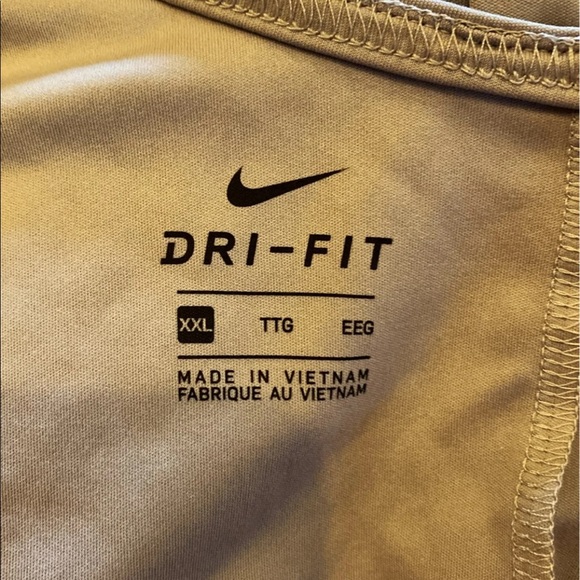 DRI-FIT
XXL TTG EEG
MADE IN VIETNAM
FABRIQUE AU VIETNAM